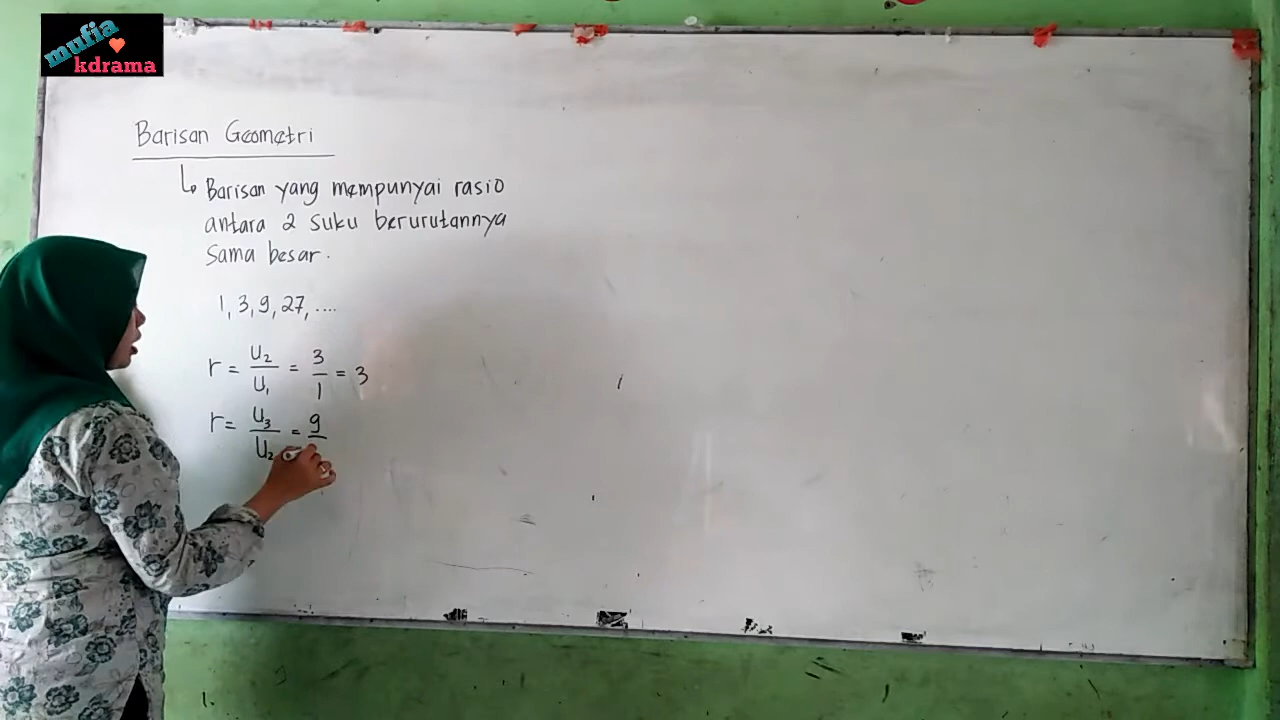 mufia
kdrama
Barisan Geometri
Barisan yang mempunyai rasio
antara 2 suku berurutannya
sama besar.
1, 3, 9, 27, ....
r = U₂/U₁ = 3/1 = 3
r = U₃/U₂ = 9/